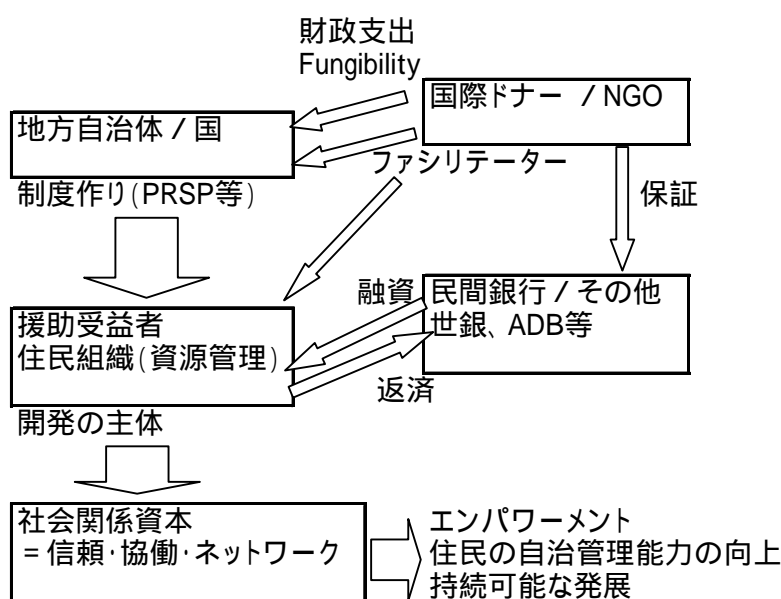 財政支出
Fungibility
国際ドナー / NGO
地方自治体 / 国
ファシリテーター
制度作り(PRSP等)
保証
融資
民間銀行 / その他
世銀、ADB等
援助受益者
住民組織(資源管理)
返済
開発の主体
社会関係資本
= 信頼・協働・ネットワーク
エンパワーメント
住民の自治管理能力の向上
持続可能な発展